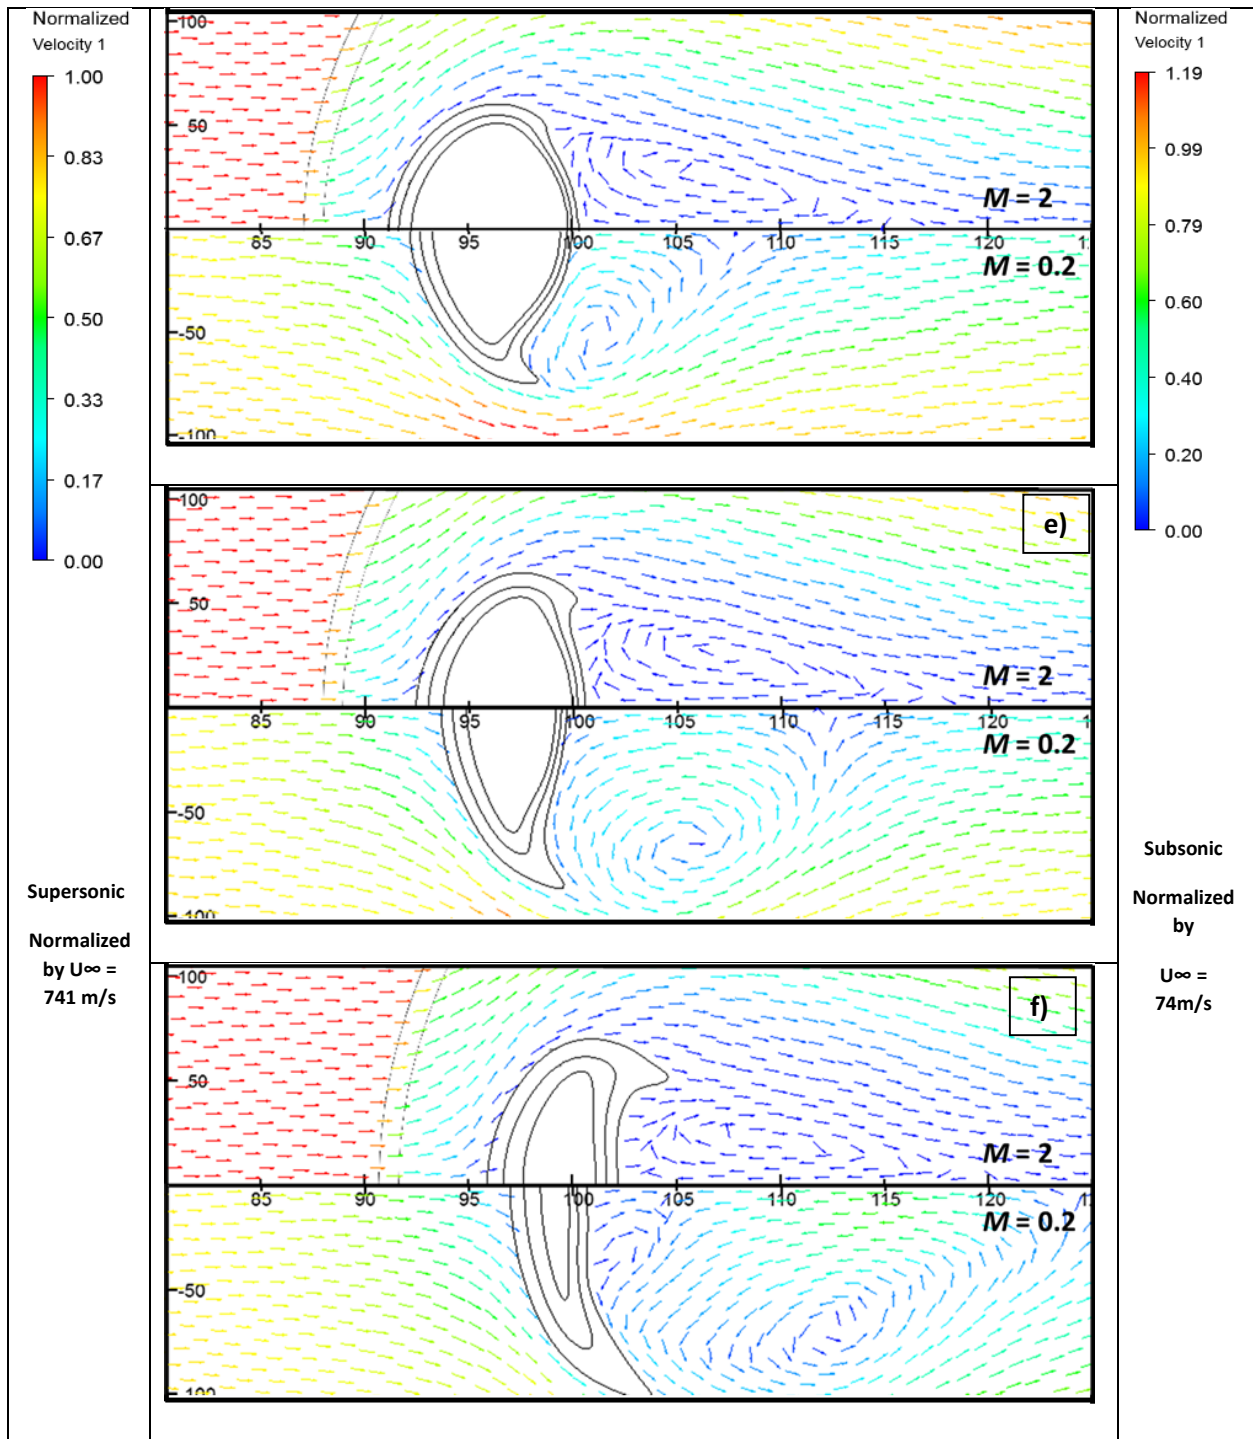 Normalized
Velocity 1
1.00
0.83
0.67
0.50
0.33
0.17
0.00
Supersonic
Normalized
by U∞ =
741 m/s
100
50
M = 2
85 90 95 100 105 110 115 120
M = 0.2
-50
-100
e)
100
50
M = 2
85 90 95 100 105 110 115 120
M = 0.2
-50
-100
f)
100
50
M = 2
85 90 95 100 105 110 115 120
M = 0.2
-50
-100
Normalized
Velocity 1
1.19
0.99
0.79
0.60
0.40
0.20
0.00
Subsonic
Normalized
by
U∞ =
74m/s